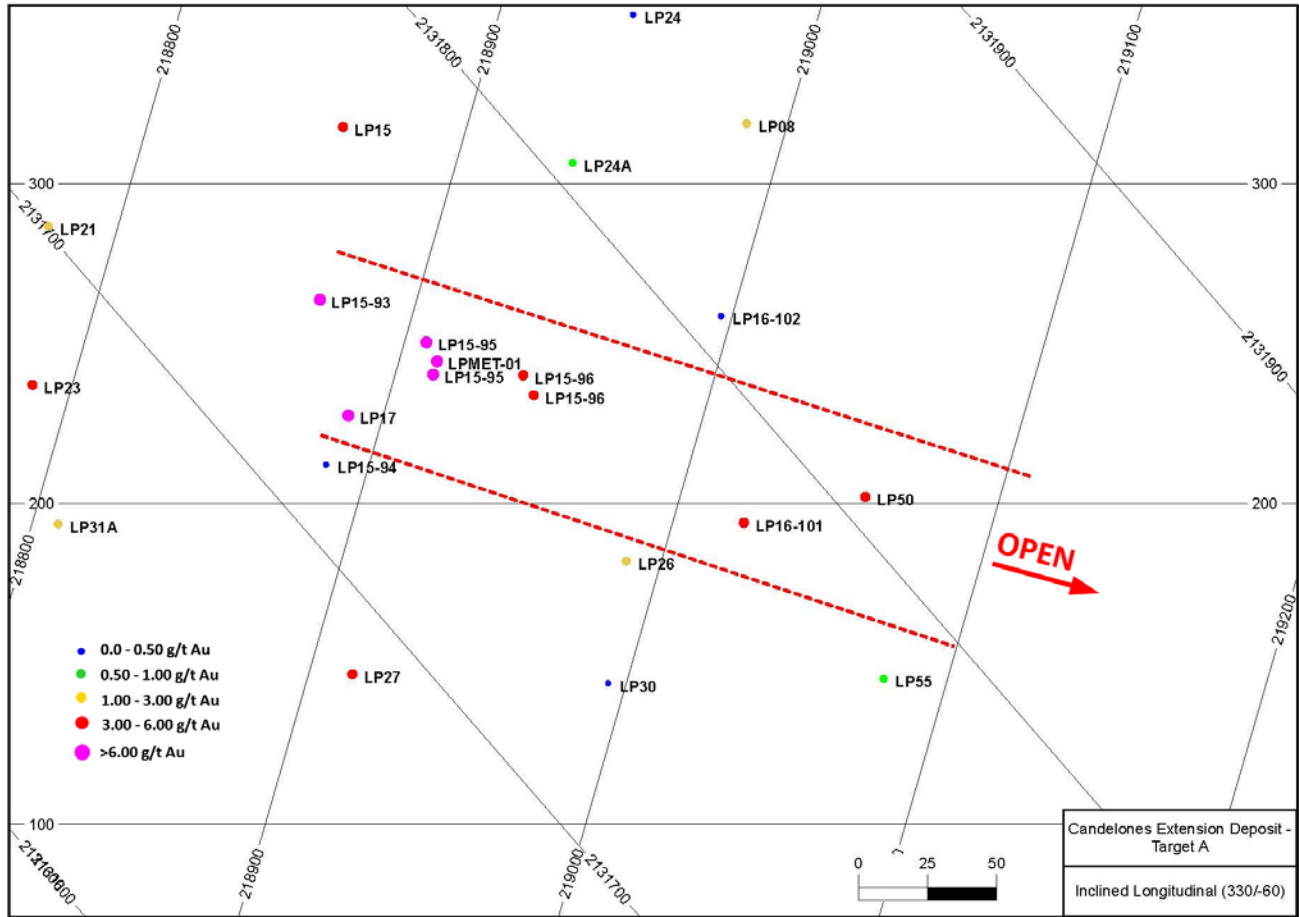 218800
2131800
218900
LP24
219000
2131900
219100
LP15
LP08
LP24A
300
300
2131700
LP21
LP15-93
LP16-102
LP15-95
LPMET-01
LP15-95
LP15-96
LP15-96
2131900
LP23
LP17
LP15-94
200
200
LP50
LP31A
LP16-101
218800
OPEN
LP26
219200
0.0 - 0.50 g/t Au
0.50 - 1.00 g/t Au
1.00 - 3.00 g/t Au
3.00 - 6.00 g/t Au
>6.00 g/t Au
LP27
LP30
LP55
100
100
218900
219000
2131700
0
25
50
Candelones Extension Deposit -
Target A
Inclined Longitudinal (330/-60)